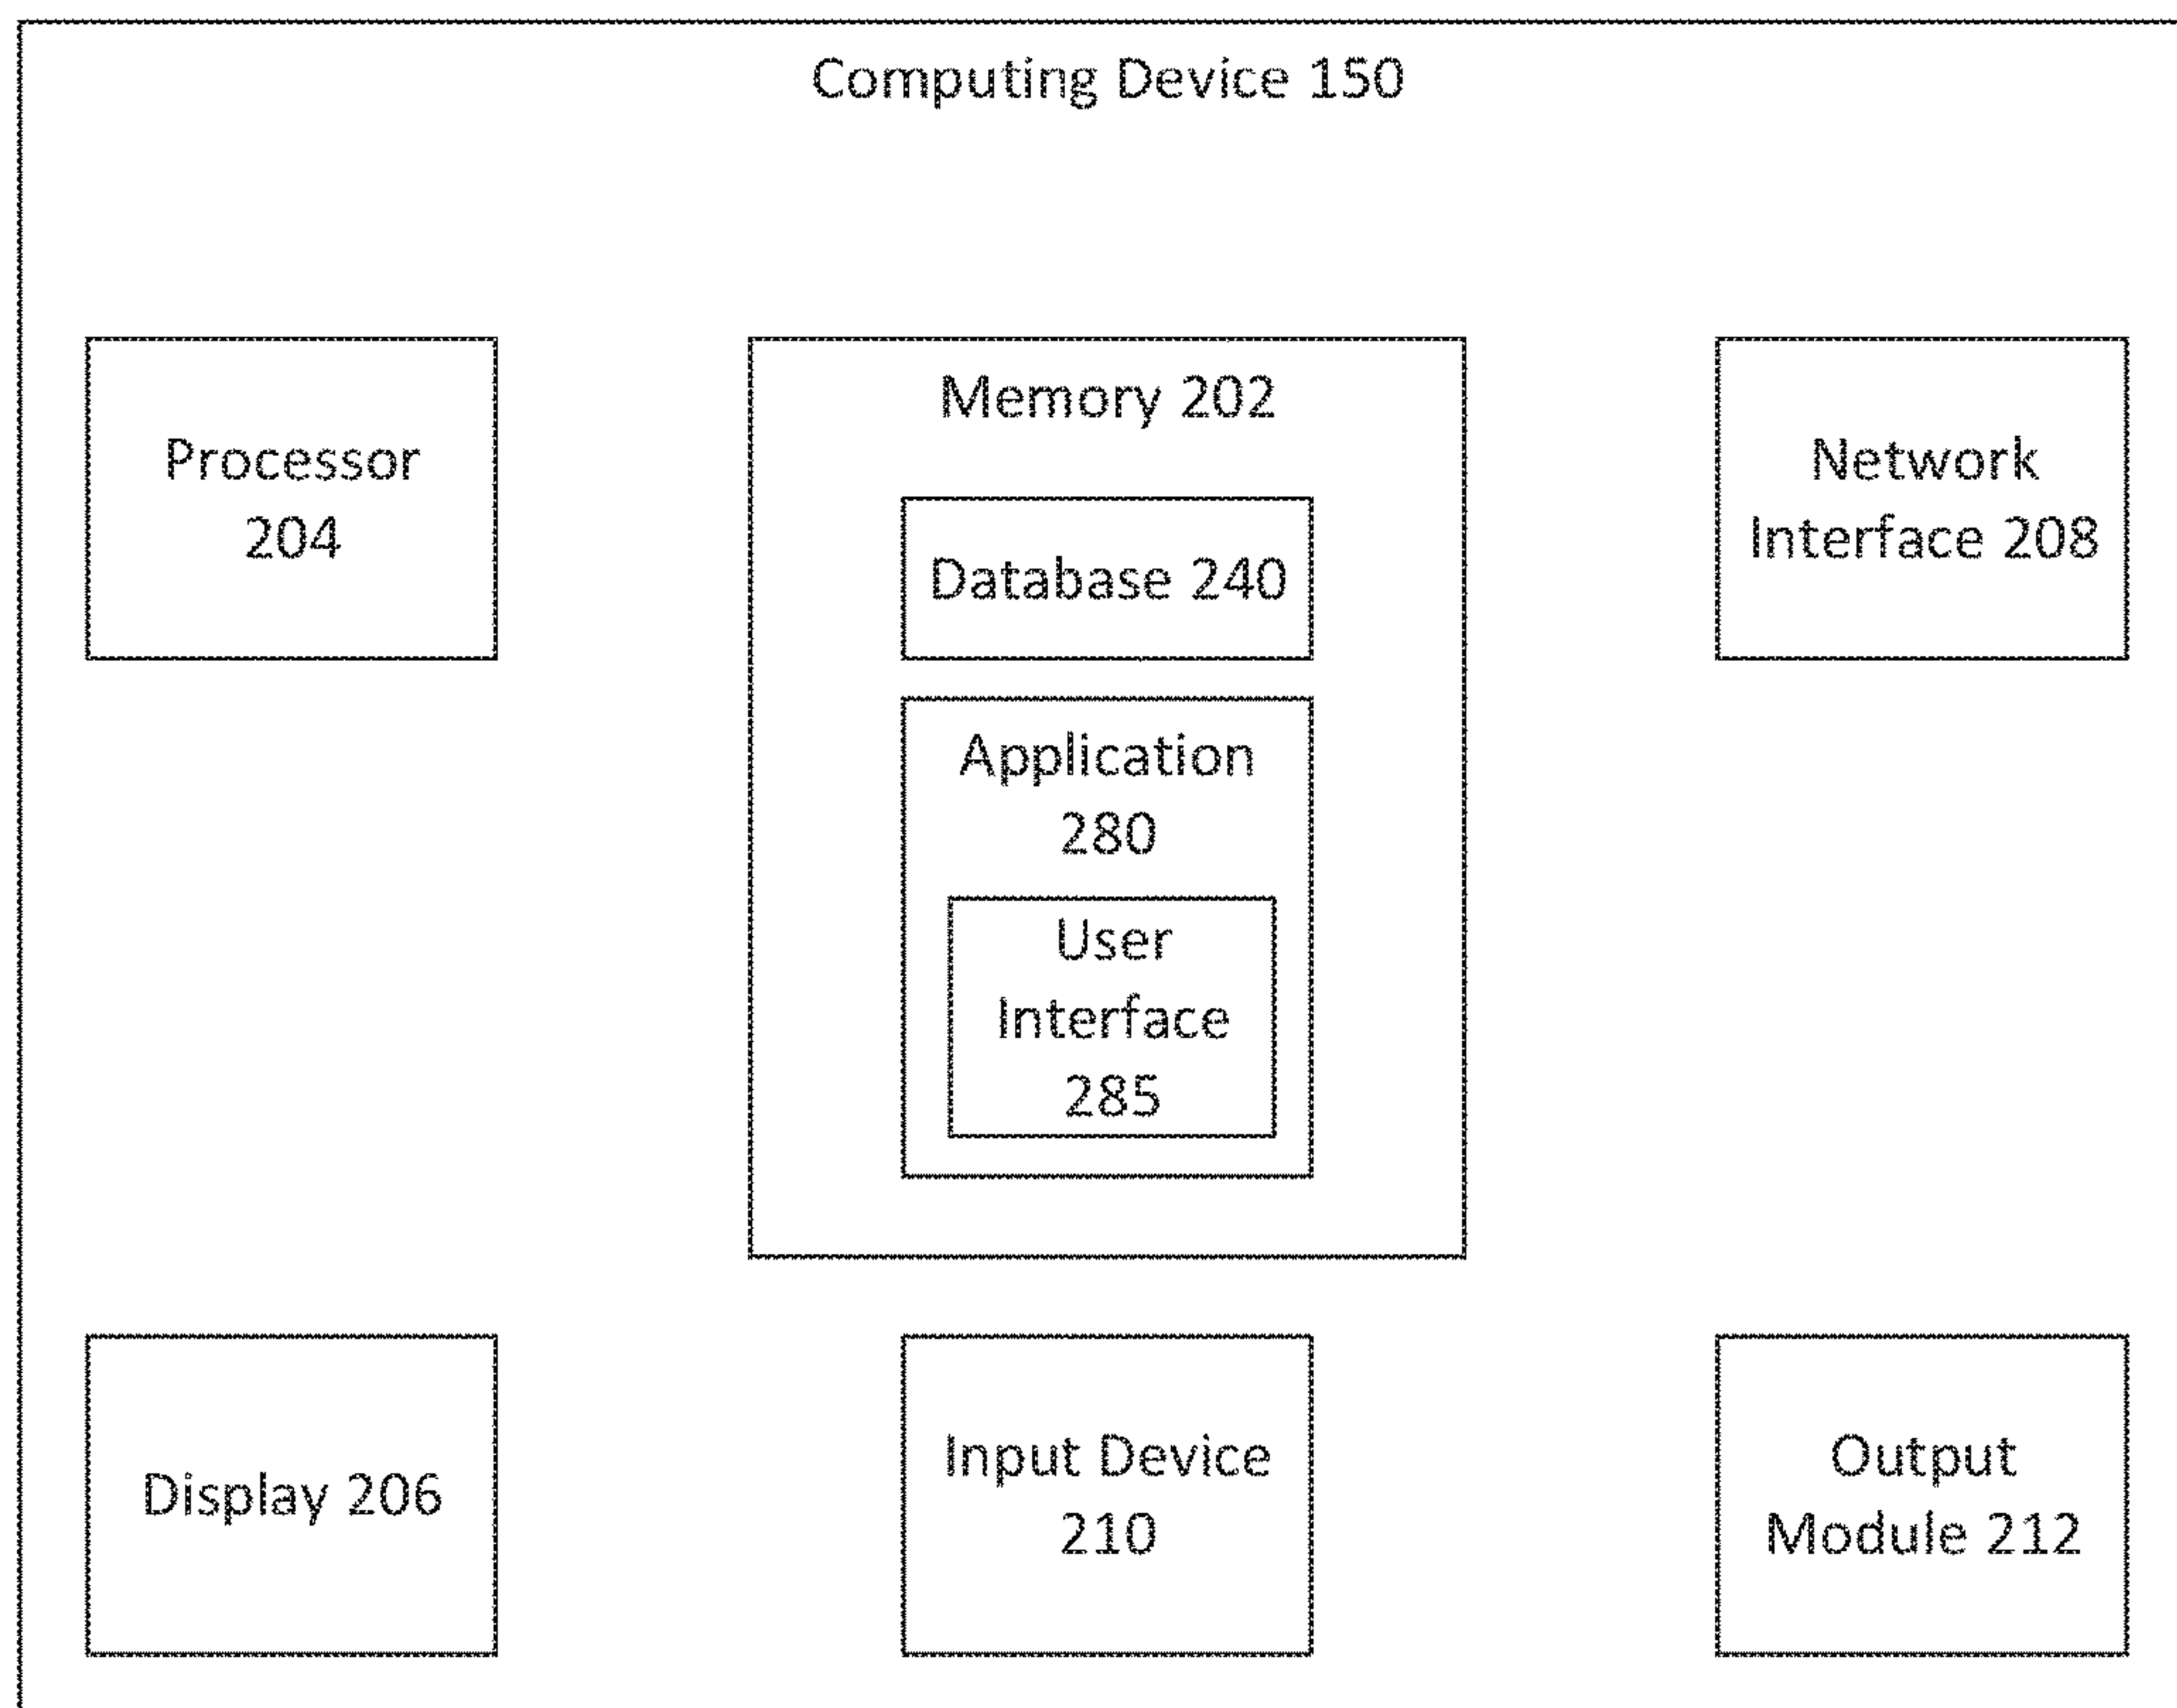 Computing Device 150
Processor
204
Memory 202
Database 240
Application
280
User
Interface
285
Network
Interface 208
Display 206
Input Device
210
Output
Module 212